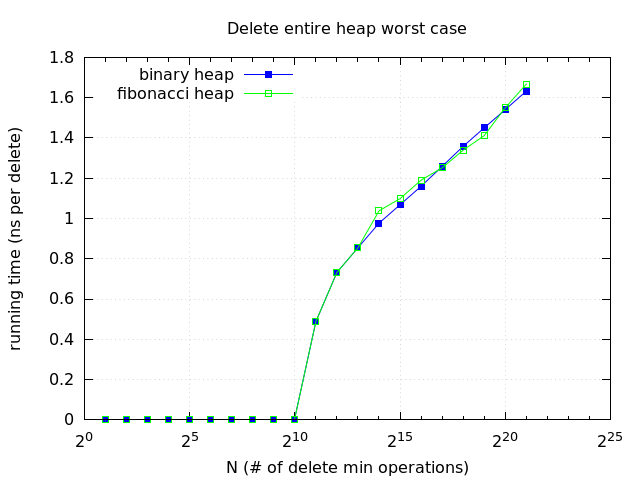 Delete entire heap worst case
binary heap
fibonacci heap
running time (ns per delete)
1.8
1.6
1.4
1.2
1
0.8
0.6
0.4
0.2
0
2^0 2^5 2^10 2^15 2^20 2^25
N (# of delete min operations)